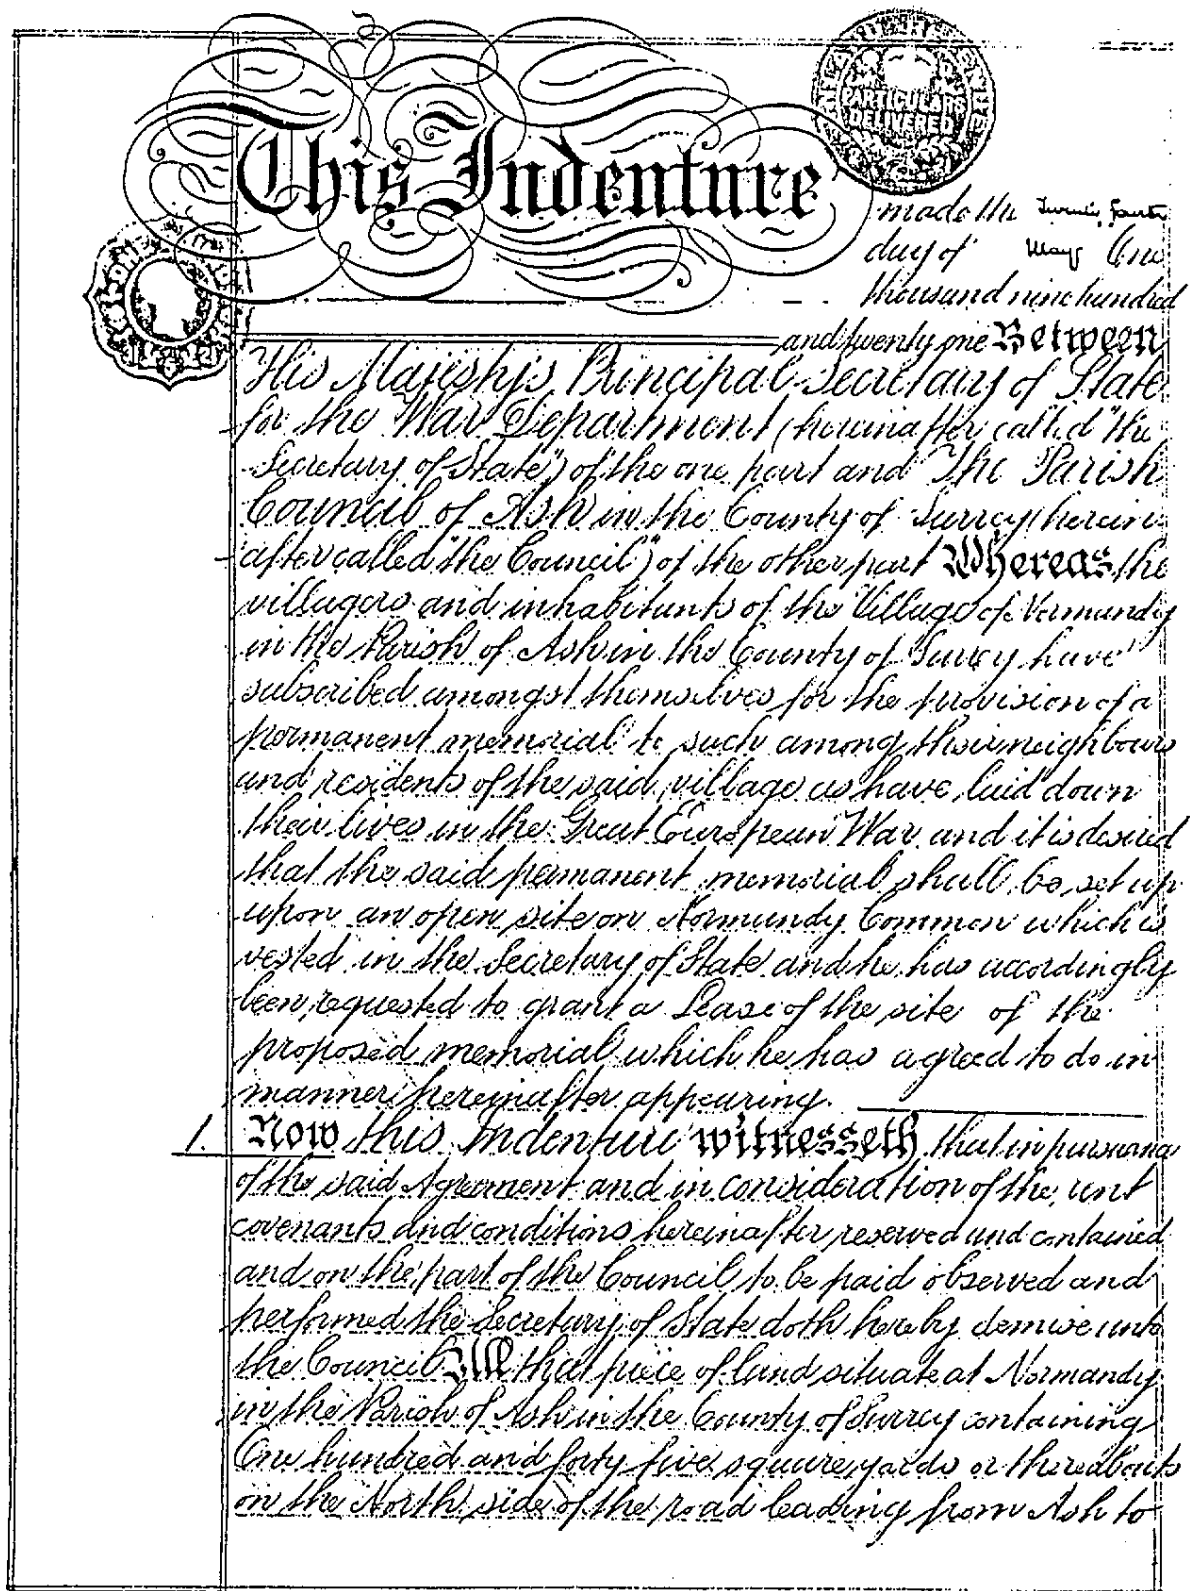 PARTICULARS
DELIVERED
This Indenture
made the Twenty fourth
day of May One
thousand nine hundred
and twenty one Between
His Majesty's Principal Secretary of State
for the War Department (hereinafter called "the
Secretary of State") of the one part and The Parish
Council of Ash in the County of Surrey (herein
after called "the Council") of the other part Whereas the
villagers and inhabitants of the Village of Normandy
in the Parish of Ash in the County of Surrey have
subscribed amongst themselves for the provision of a
permanent memorial to such among their neighbours
and residents of the said village as have laid down
their lives in the Great European War and it is desired
that the said permanent memorial shall be set up
upon an open site on Normandy Common which is
vested in the Secretary of State and he has accordingly
been requested to grant a Lease of the site of the
proposed memorial which he has agreed to do in
manner hereinafter appearing.
1. Now this Indenture witnesseth that in pursuance
of the said Agreement and in consideration of the rent
covenants and conditions hereinafter reserved and contained
and on the part of the Council to be paid observed and
performed the Secretary of State doth hereby demise unto
the Council All that piece of land situate at Normandy
in the Parish of Ash in the County of Surrey containing
One hundred and forty five square yards or thereabouts
on the North side of the road leading from Ash to